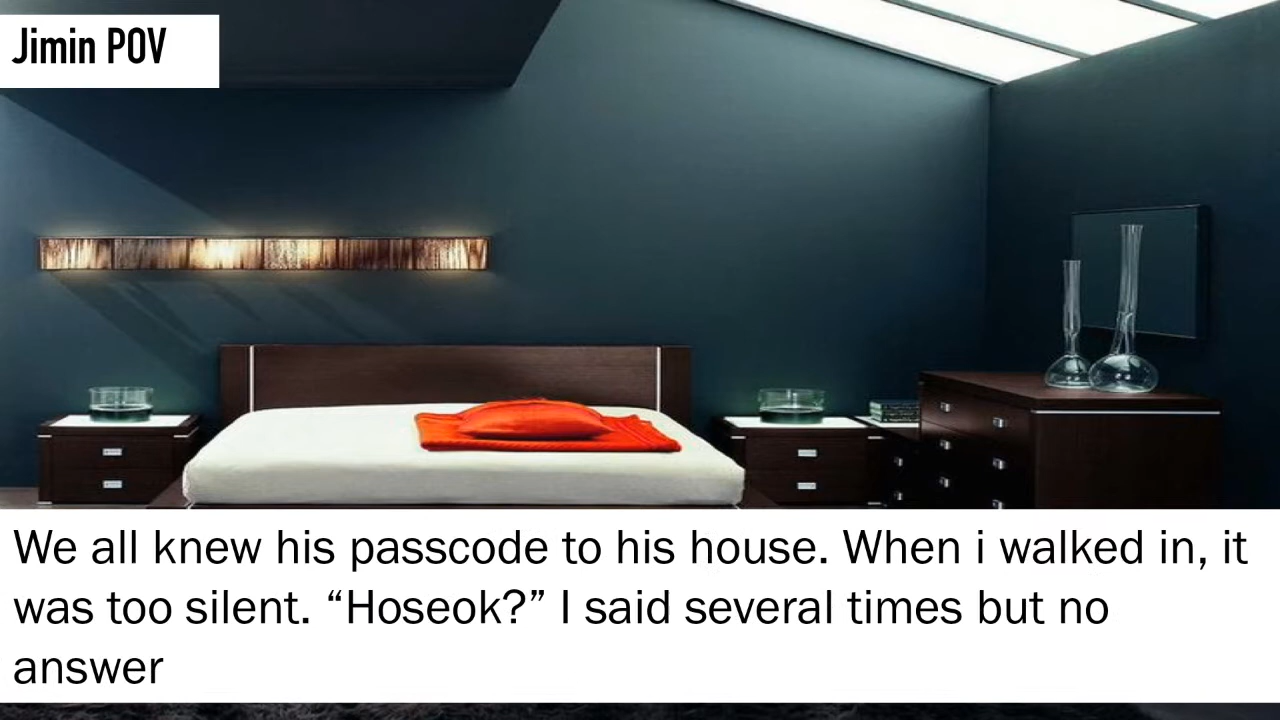 Jimin POV
We all knew his passcode to his house. When i walked in, it
was too silent. “Hoseok?” I said several times but no
answer